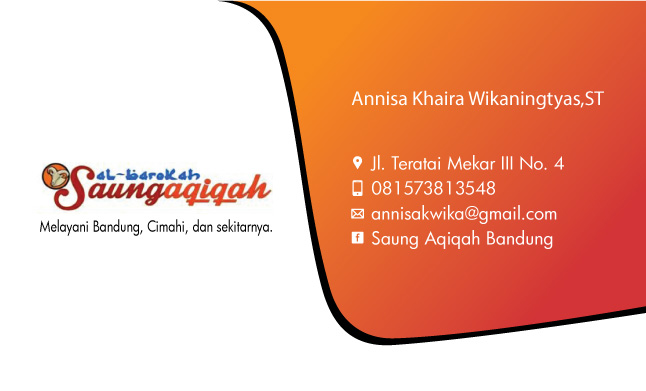 al-Barokah
Saungaqiqah
Melayani Bandung, Cimahi, dan sekitarnya.
Annisa Khaira Wikaningtyas,ST
Jl. Teratai Mekar III No. 4
081573813548
annisakwika@gmail.com
Saung Aqiqah Bandung